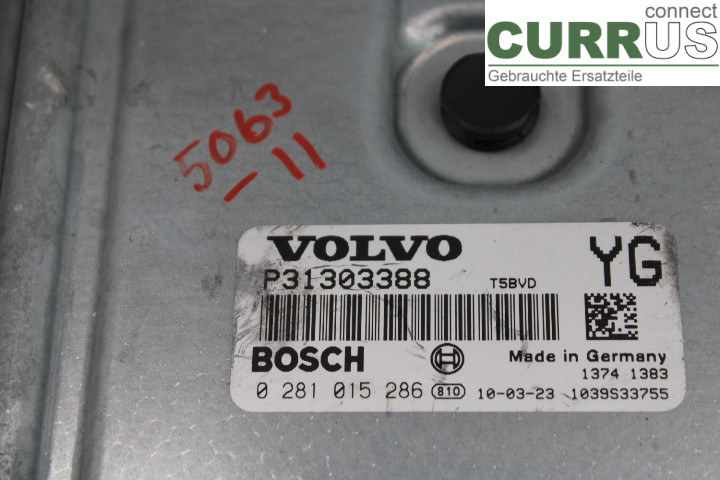 connect
CURRUS
Gebrauchte Ersatzteile
5063
-11
VOLVO
YG
P31303388 T5BVD
BOSCH
Made in Germany
1374 1383
0 281 015 286 810 10-03-23 1039S33755